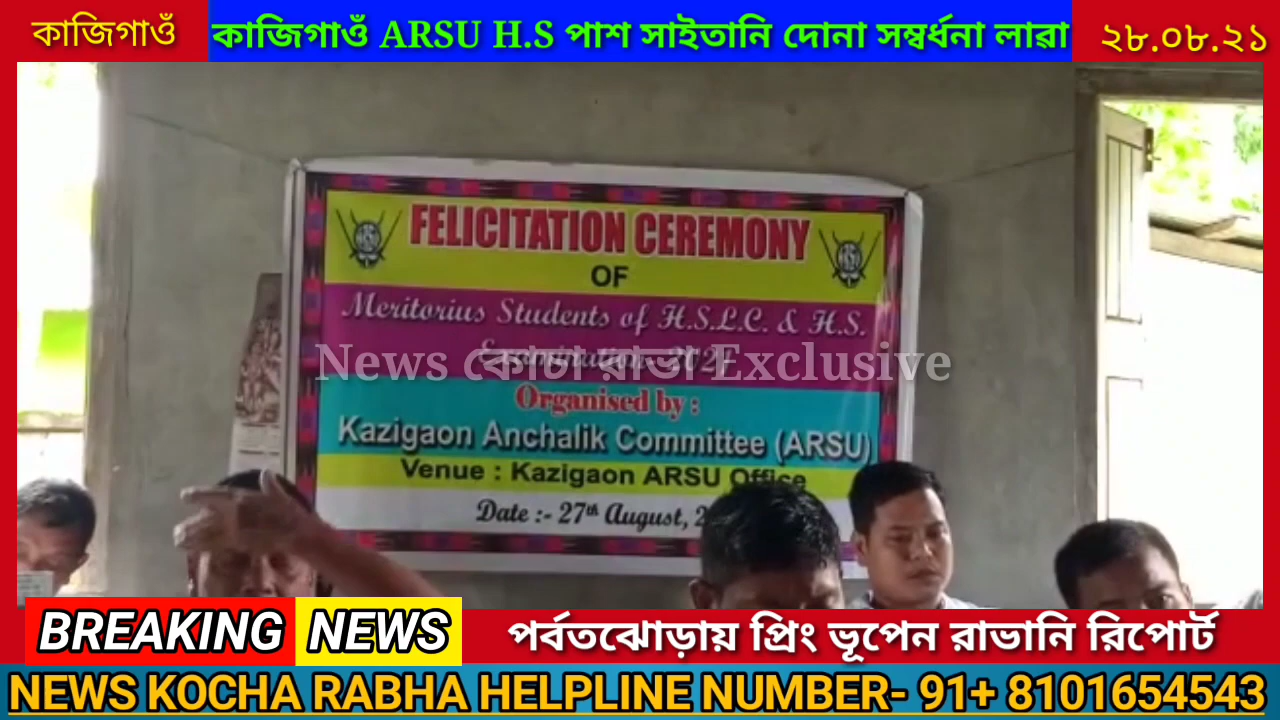 কাজিগাওঁ
কাজিগাওঁ ARSU H.S পাশ সাইতানি দোনা সম্বর্ধনা লাৱা
২৮.০৮.২১
FELICITATION CEREMONY
OF
Meritorius Students of H.S.L.C. & H.S.
Examination
News কোচা রাভা Exclusive
Organised by :
Kazigaon Anchalik Committee (ARSU)
Venue : Kazigaon ARSU Office
Date :- 27th August,
BREAKING NEWS
পর্বতঝোড়ায় প্রিং ভূপেন রাভানি রিপোর্ট
NEWS KOCHA RABHA HELPLINE NUMBER- 91+ 8101654543